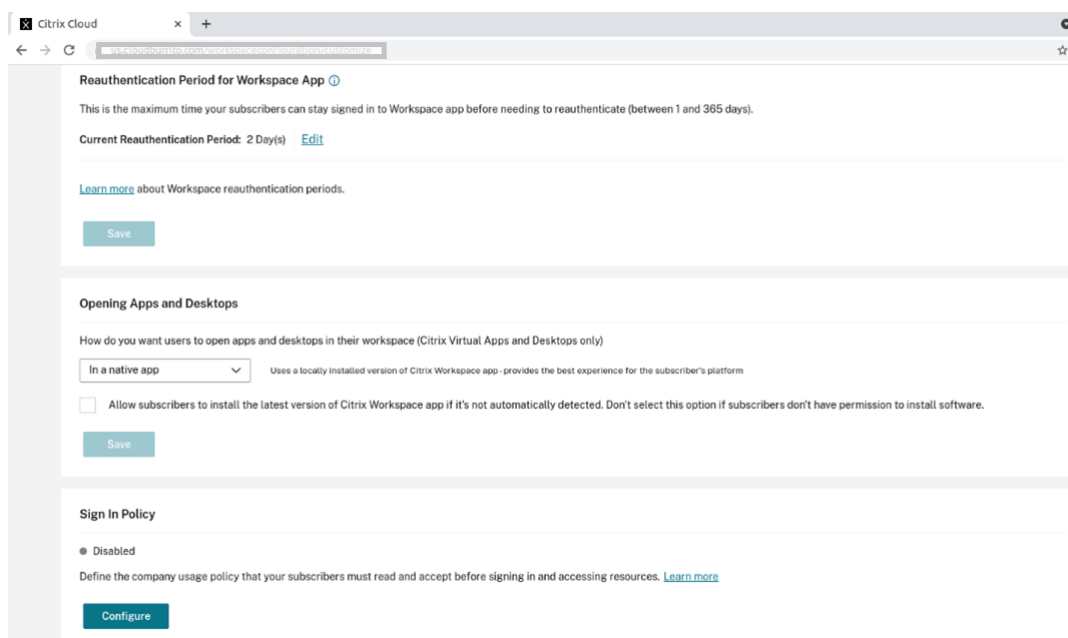 Citrix Cloud
us.cloudburrito.com/workspaceconfiguration/customize
Reauthentication Period for Workspace App
This is the maximum time your subscribers can stay signed in to Workspace app before needing to reauthenticate (between 1 and 365 days).
Current Reauthentication Period: 2 Day(s) Edit
Learn more about Workspace reauthentication periods.
Save
Opening Apps and Desktops
How do you want users to open apps and desktops in their workspace (Citrix Virtual Apps and Desktops only)
In a native app Uses a locally installed version of Citrix Workspace app - provides the best experience for the subscriber's platform
Allow subscribers to install the latest version of Citrix Workspace app if it's not automatically detected. Don't select this option if subscribers don't have permission to install software.
Save
Sign In Policy
Disabled
Define the company usage policy that your subscribers must read and accept before signing in and accessing resources. Learn more
Configure